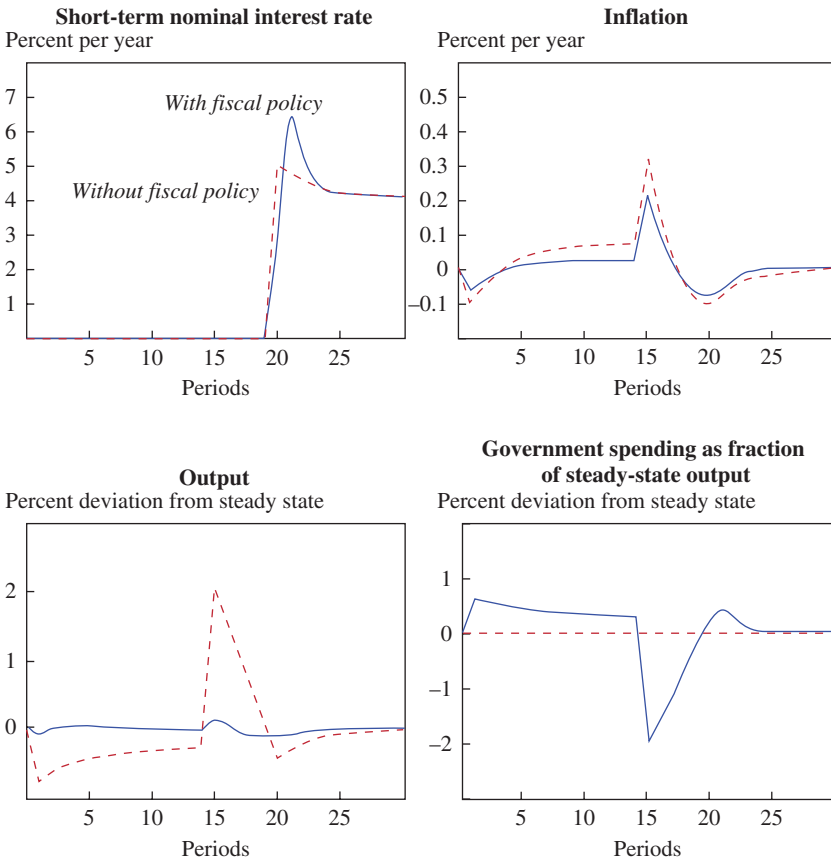 Short-term nominal interest rate
Percent per year
7
6
5
4
3
2
1
With fiscal policy
Without fiscal policy
5 10 15 20 25
Periods
Inflation
Percent per year
0.5
0.4
0.3
0.2
0.1
0
–0.1
5 10 15 20 25
Periods
Output
Percent deviation from steady state
2
1
0
5 10 15 20 25
Periods
Government spending as fraction
of steady-state output
Percent deviation from steady state
1
0
–1
–2
5 10 15 20 25
Periods